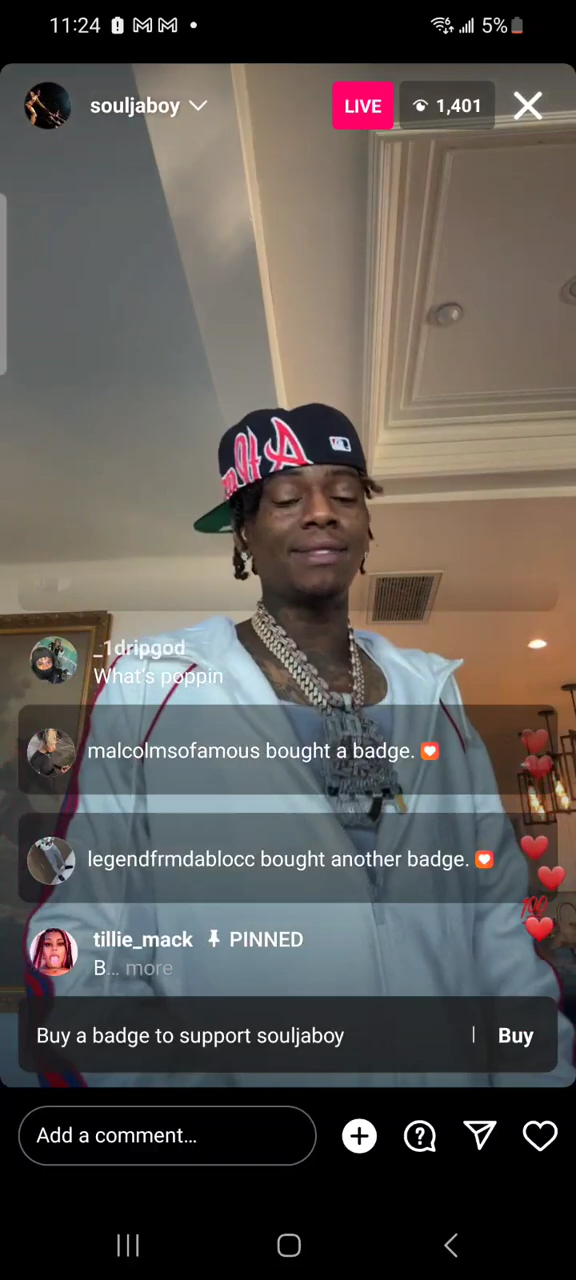 11:24
5%
souljaboy
LIVE
1,401
_1dripgod
What's poppin
malcolmsofamous bought a badge.
legendfrmdablocc bought another badge.
tillie_mack PINNED
B... more
Buy a badge to support souljaboy
Buy
Add a comment...